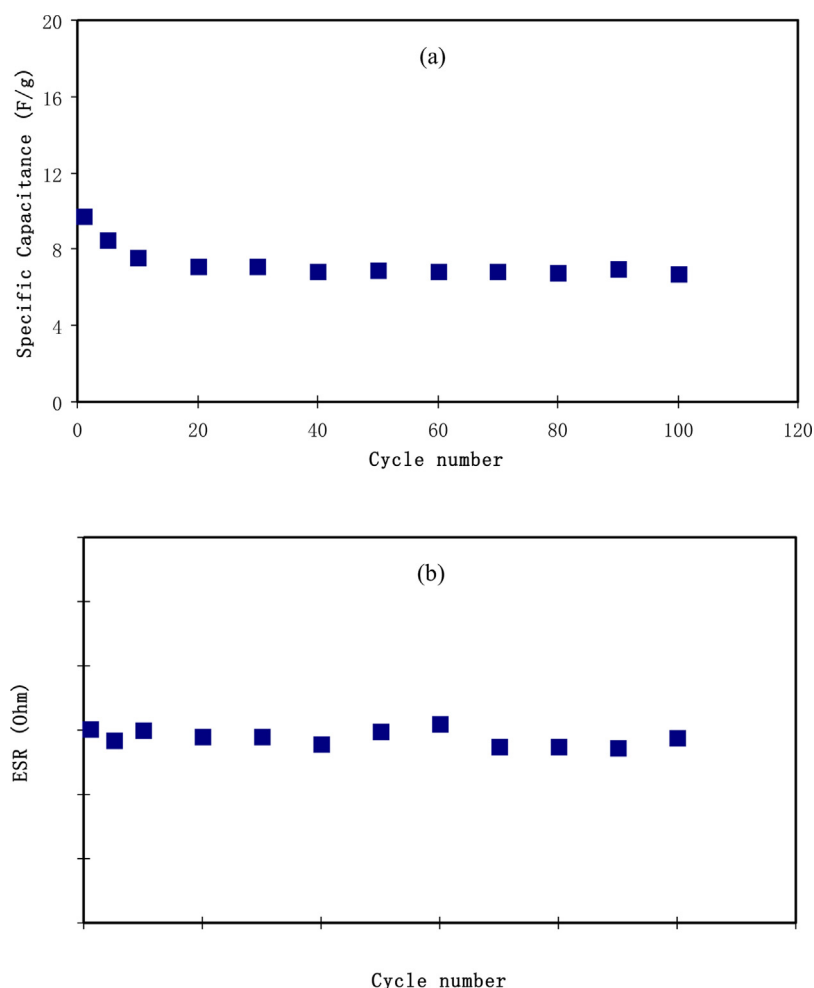 (a)
Specific Capacitance (F/g)
20
16
12
8
4
0
0 20 40 60 80 100 120
Cycle number
(b)
ESR (Ohm)
Cycle number